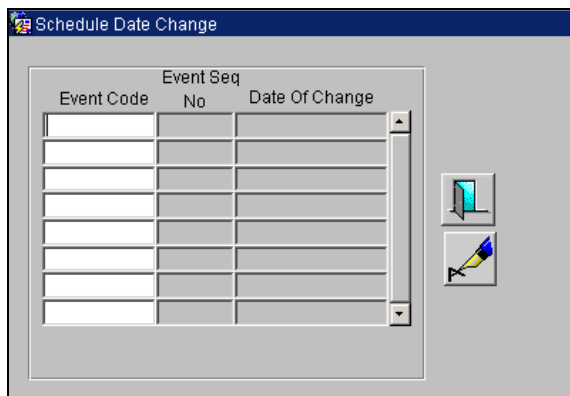 Schedule Date Change
Event Seq
Event Code No Date Of Change